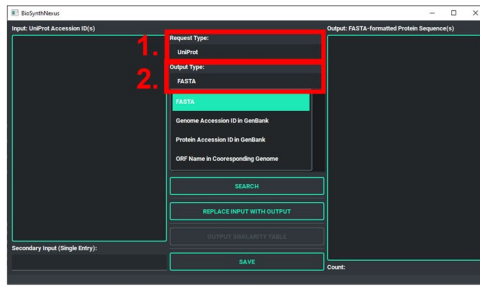 BioSynthNexus
Input: UniProt Accession ID(s)
Output: FASTA-formatted Protein Sequence(s)
1.
Request Type:
UniProt
2.
Output Type:
FASTA
FASTA
Genome Accession ID in GenBank
Protein Accession ID in GenBank
ORF Name in Cooresponding Genome
SEARCH
REPLACE INPUT WITH OUTPUT
OUTPUT SIMILARITY TABLE
Secondary Input (Single Entry):
SAVE
Count: